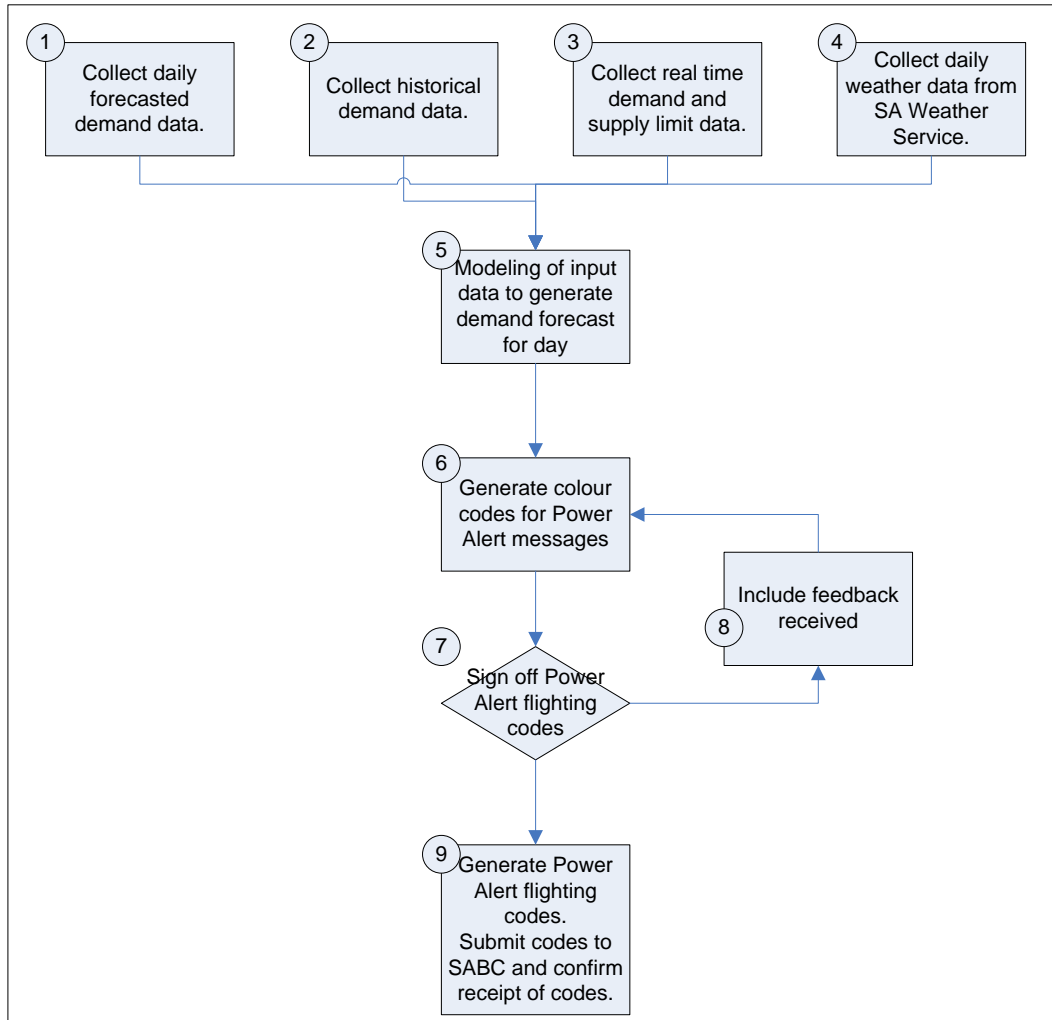 1
Collect daily
forecasted
demand data.
2
Collect historical
demand data.
3
Collect real time
demand and
supply limit data.
4
Collect daily
weather data from
SA Weather
Service.
5
Modeling of input
data to generate
demand forecast
for day
6
Generate colour
codes for Power
Alert messages
7
Sign off Power
Alert flighting
codes
8
Include feedback
received
9
Generate Power
Alert flighting
codes.
Submit codes to
SABC and confirm
receipt of codes.